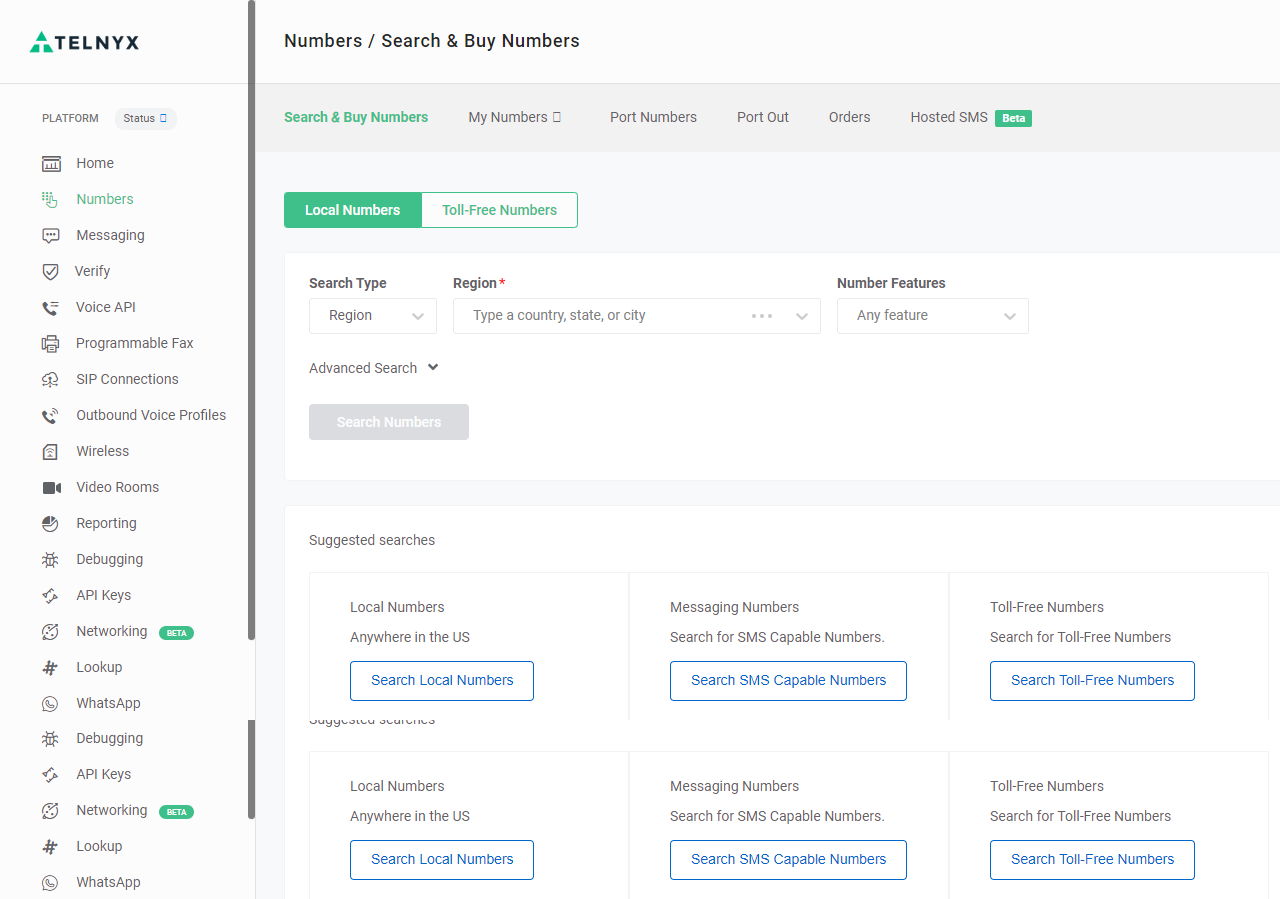 TELNYX
Numbers / Search & Buy Numbers
PLATFORM
Status
Home
Numbers
Messaging
Verify
Voice API
Programmable Fax
SIP Connections
Outbound Voice Profiles
Wireless
Video Rooms
Reporting
Debugging
API Keys
Networking BETA
Lookup
WhatsApp
Debugging
API Keys
Networking BETA
Lookup
WhatsApp
Search & Buy Numbers
My Numbers
Port Numbers
Port Out
Orders
Hosted SMS Beta
Local Numbers
Toll-Free Numbers
Search Type
Region
Region*
Type a country, state, or city
Number Features
Any feature
Advanced Search
Search Numbers
Suggested searches
Local Numbers
Anywhere in the US
Search Local Numbers
Messaging Numbers
Search for SMS Capable Numbers.
Search SMS Capable Numbers
Toll-Free Numbers
Search for Toll-Free Numbers
Search Toll-Free Numbers
Suggested searches
Local Numbers
Anywhere in the US
Search Local Numbers
Messaging Numbers
Search for SMS Capable Numbers.
Search SMS Capable Numbers
Toll-Free Numbers
Search for Toll-Free Numbers
Search Toll-Free Numbers